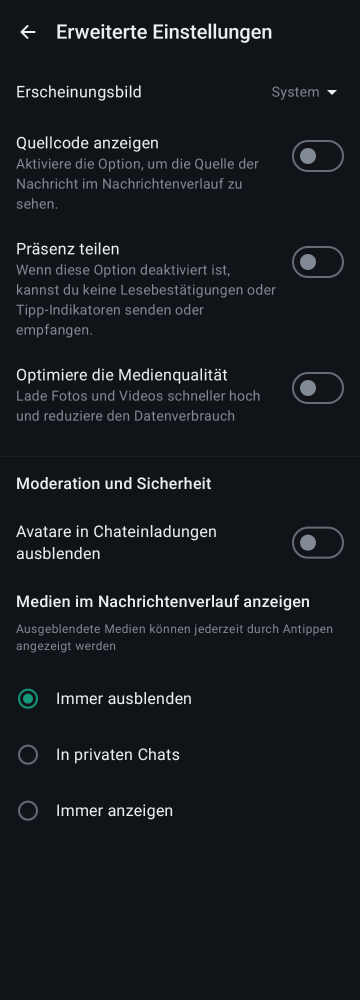 Erweiterte Einstellungen
Erscheinungsbild
System
Quellcode anzeigen
Aktiviere die Option, um die Quelle der
Nachricht im Nachrichtenverlauf zu
sehen.
Präsenz teilen
Wenn diese Option deaktiviert ist,
kannst du keine Lesebestätigungen oder
Tipp-Indikatoren senden oder
empfangen.
Optimiere die Medienqualität
Lade Fotos und Videos schneller hoch
und reduziere den Datenverbrauch
Moderation und Sicherheit
Avatare in Chateinladungen
ausblenden
Medien im Nachrichtenverlauf anzeigen
Ausgeblendete Medien können jederzeit durch Antippen
angezeigt werden
Immer ausblenden
In privaten Chats
Immer anzeigen